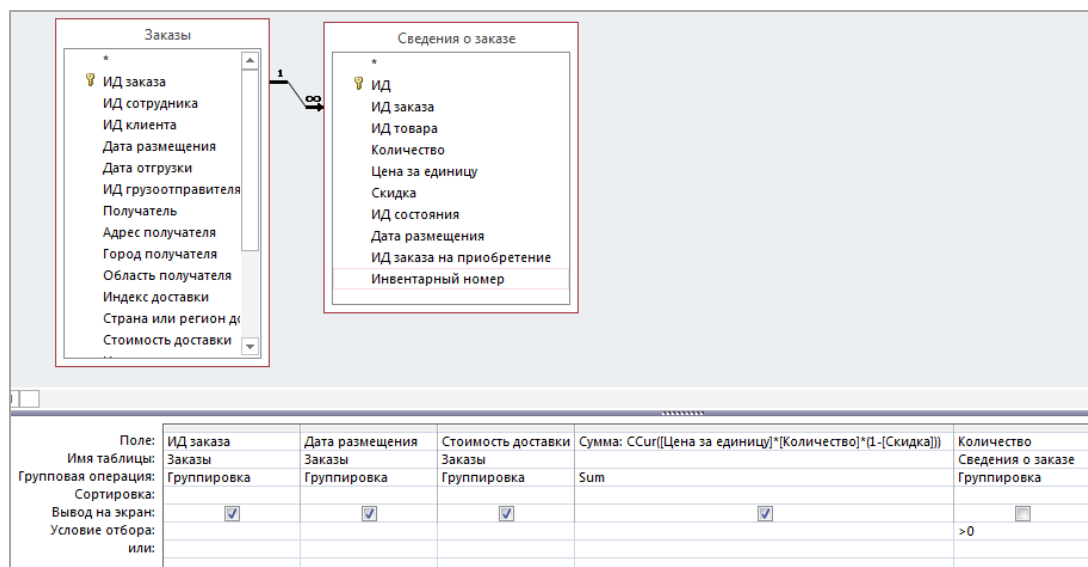 Заказы
*
ИД заказа
ИД сотрудника
ИД клиента
Дата размещения
Дата отгрузки
ИД грузоотправителя
Получатель
Адрес получателя
Город получателя
Область получателя
Индекс доставки
Страна или регион до
Стоимость доставки
1
∞
Сведения о заказе
*
ИД
ИД заказа
ИД товара
Количество
Цена за единицу
Скидка
ИД состояния
Дата размещения
ИД заказа на приобретение
Инвентарный номер
Поле: ИД заказа Дата размещения Стоимость доставки Сумма: CCur([Цена за единицу]*[Количество]*(1-[Скидка])) Количество
Имя таблицы: Заказы Заказы Заказы Сведения о заказе
Групповая операция: Группировка Группировка Группировка Sum Группировка
Сортировка:
Вывод на экран:
Условие отбора: >0
или: